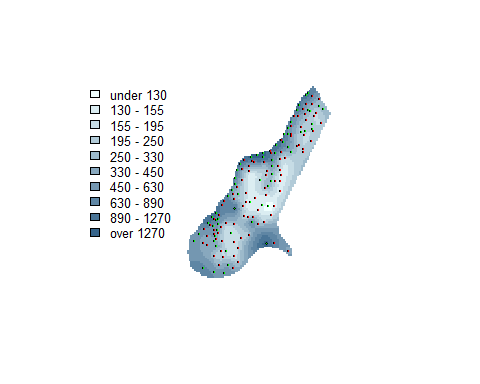 under 130
130 - 155
155 - 195
195 - 250
250 - 330
330 - 450
450 - 630
630 - 890
890 - 1270
over 1270